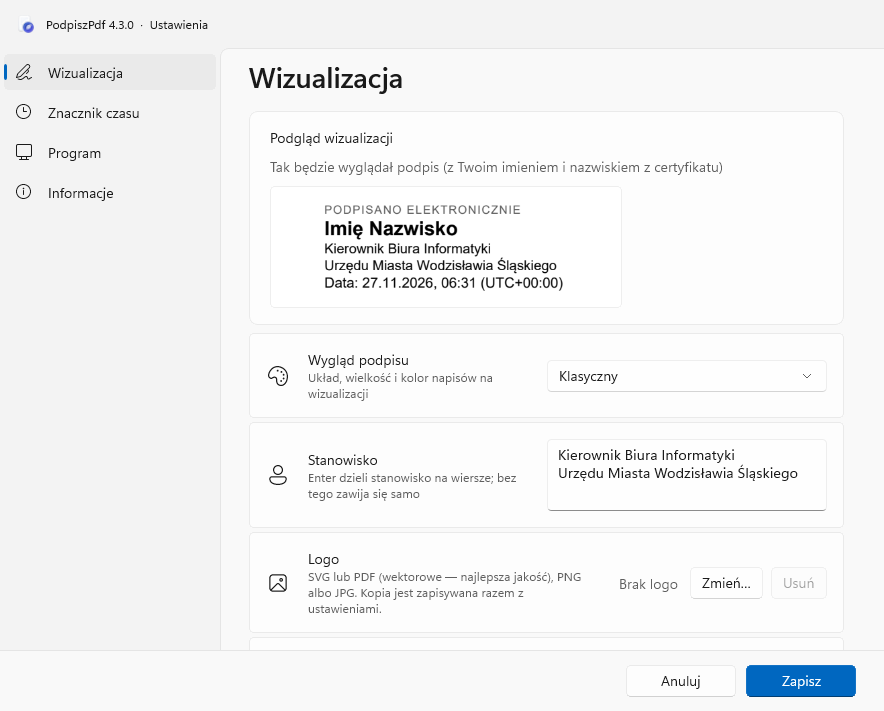 PodpiszPdf 4.3.0 · Ustawienia
Wizualizacja
Znacznik czasu
Program
Informacje
Wizualizacja
Podgląd wizualizacji
Tak będzie wyglądał podpis (z Twoim imieniem i nazwiskiem z certyfikatu)
PODPISANO ELEKTRONICZNIE
Imię Nazwisko
Kierownik Biura Informatyki
Urzędu Miasta Wodzisławia Śląskiego
Data: 27.11.2026, 06:31 (UTC+00:00)
Wygląd podpisu
Układ, wielkość i kolor napisów na
wizualizacji
Klasyczny
Stanowisko
Enter dzieli stanowisko na wiersze; bez
tego zawija się samo
Kierownik Biura Informatyki
Urzędu Miasta Wodzisławia Śląskiego
Logo
SVG lub PDF (wektorowe — najlepsza jakość), PNG
albo JPG. Kopia jest zapisywana razem z
ustawieniami.
Brak logo
Zmień...
Usuń
Anuluj
Zapisz